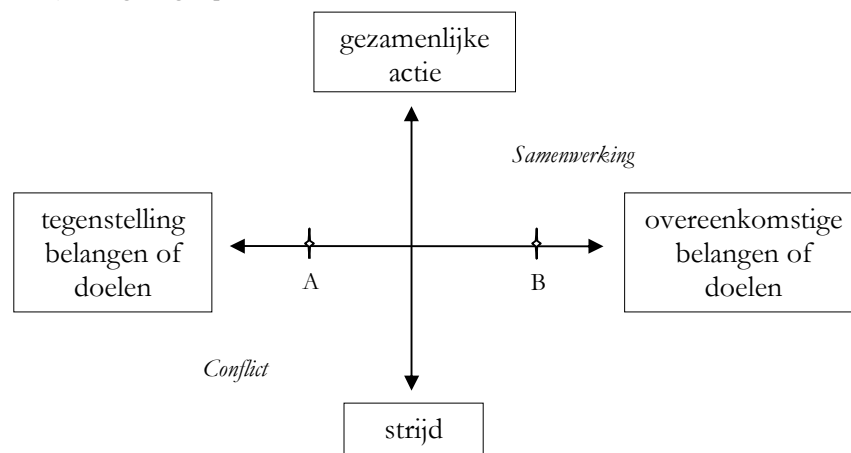 gezamenlijke
actie
Samenwerking
tegenstelling
belangen of
doelen
overeenkomstige
belangen of
doelen
A
B
Conflict
strijd